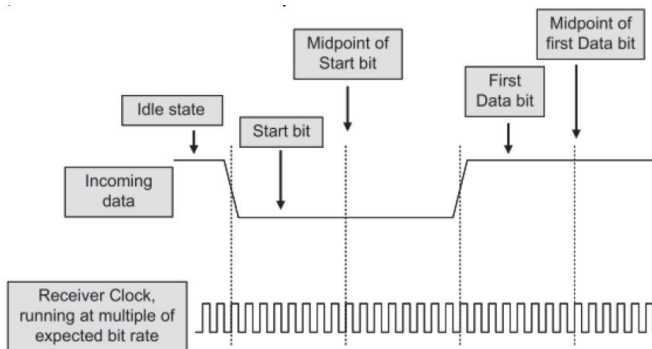 Midpoint of
Start bit
Midpoint of
first Data bit
Idle state
Start bit
First
Data bit
Incoming
data
Receiver Clock,
running at multiple of
expected bit rate